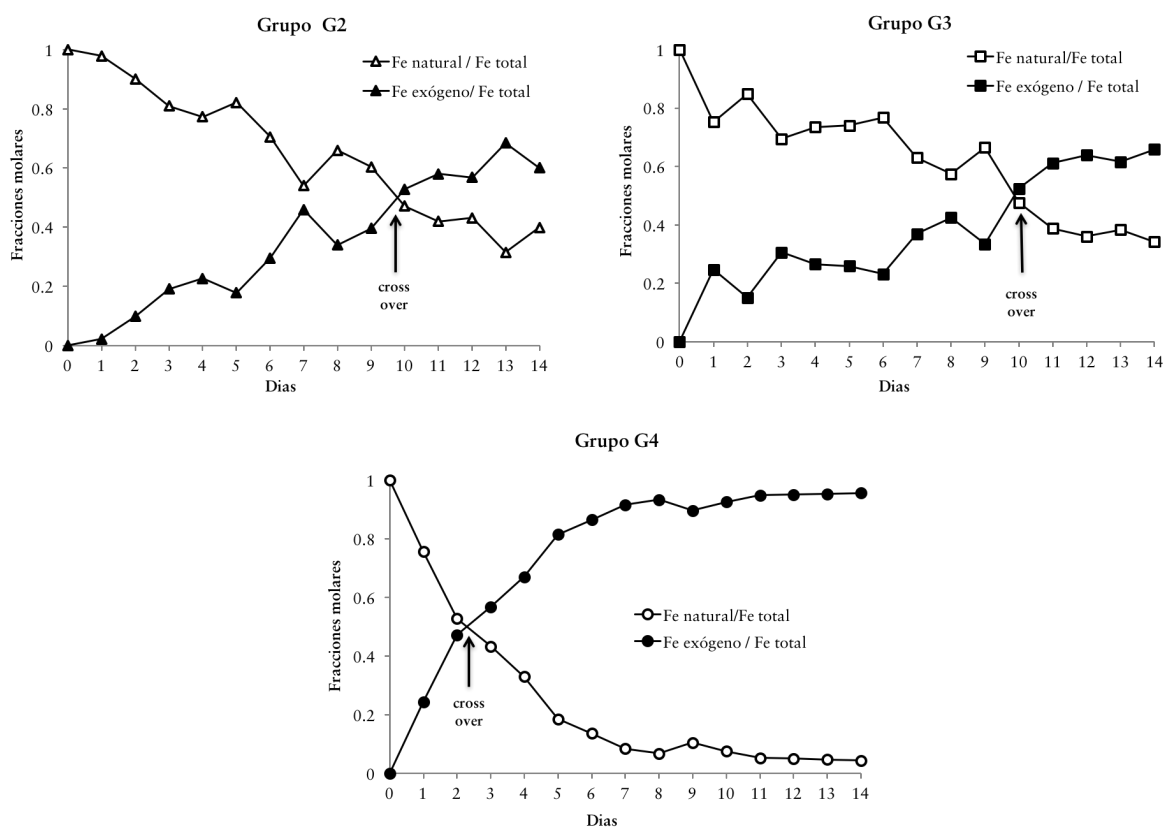 Grupo G2
Fracciones molares
1
0.8
0.6
0.4
0.2
0
Fe natural / Fe total
Fe exógeno/ Fe total
cross
over
0 1 2 3 4 5 6 7 8 9 10 11 12 13 14
Dias
Grupo G3
Fracciones molares
1
0.8
0.6
0.4
0.2
0
Fe natural/Fe total
Fe exógeno / Fe total
cross
over
0 1 2 3 4 5 6 7 8 9 10 11 12 13 14
Dias
Grupo G4
Fracciones molares
1
0.8
0.6
0.4
0.2
0
Fe natural/Fe total
Fe exógeno / Fe total
cross
over
0 1 2 3 4 5 6 7 8 9 10 11 12 13 14
Dias